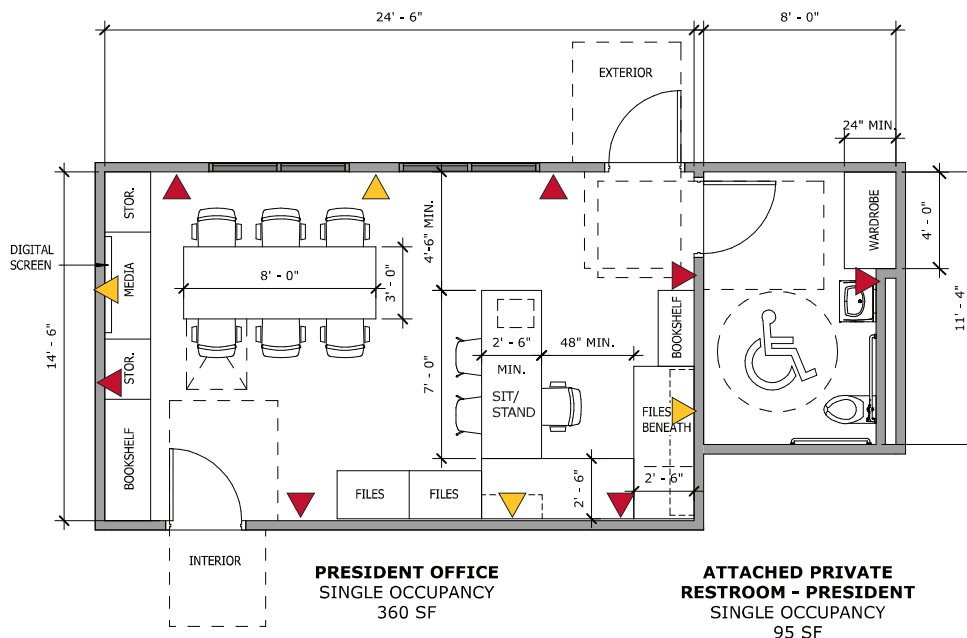 24' - 6"
8' - 0"
EXTERIOR
24" MIN.
STOR.
4'-6" MIN.
WARDROBE
4' - 0"
DIGITAL
SCREEN
MEDIA
8' - 0"
3' - 0"
11' - 4"
14' - 6"
STOR.
7' - 0"
2' - 6"
48" MIN.
BOOKSHELF
MIN.
SIT/
STAND
FILES
BENEATH
BOOKSHELF
FILES
FILES
2' - 6"
2' - 6"
INTERIOR
PRESIDENT OFFICE
SINGLE OCCUPANCY
360 SF
ATTACHED PRIVATE
RESTROOM - PRESIDENT
SINGLE OCCUPANCY
95 SF